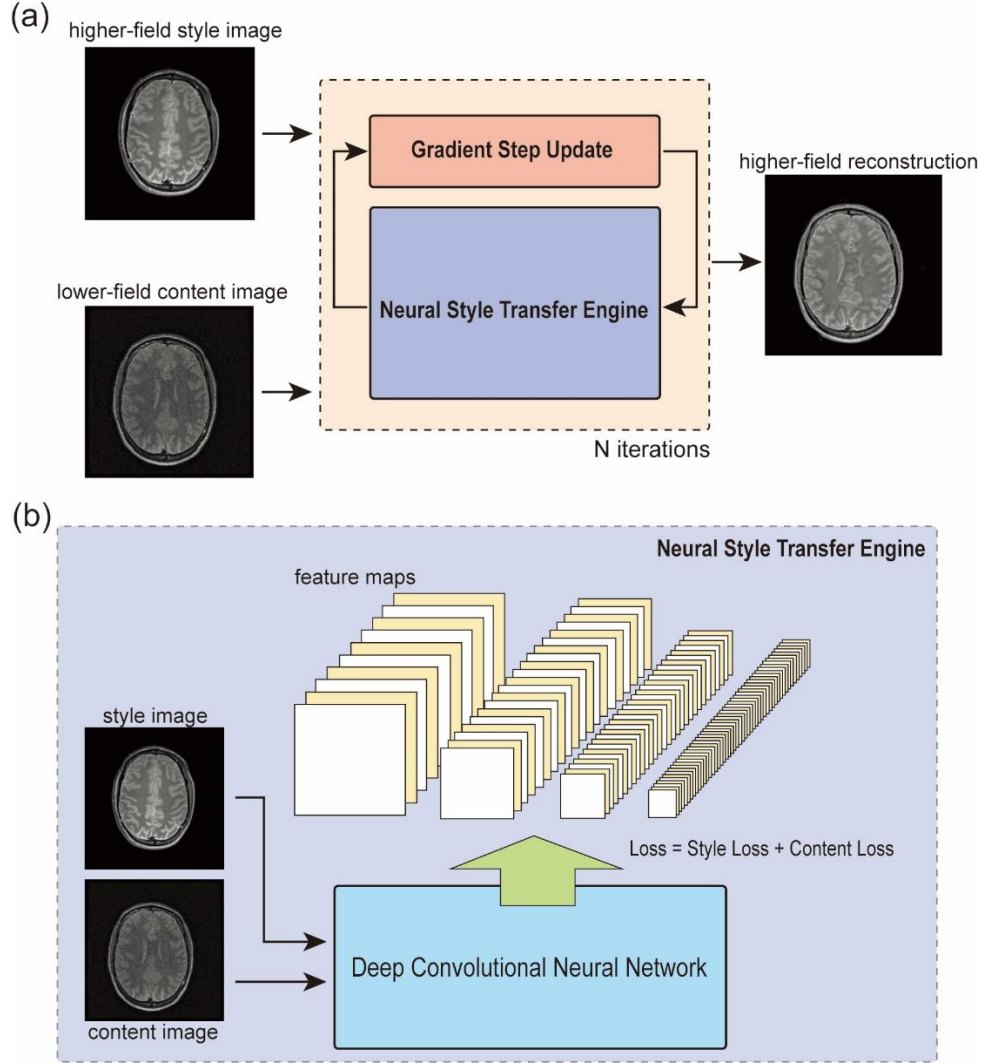 (a)
higher-field style image
Gradient Step Update
higher-field reconstruction
lower-field content image
Neural Style Transfer Engine
N iterations
(b)
Neural Style Transfer Engine
feature maps
style image
Loss = Style Loss + Content Loss
Deep Convolutional Neural Network
content image